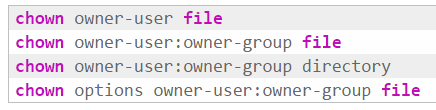 chown owner-user file
chown owner-user:owner-group file
chown owner-user:owner-group directory
chown options owner-user:owner-group file